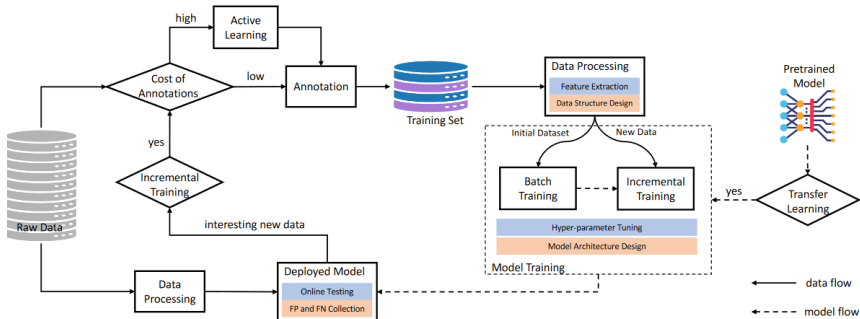 high
Active
Learning
Cost of
Annotations
low
Annotation
Training Set
Data Processing
Feature Extraction
Data Structure Design
Pretrained
Model
Initial Dataset
New Data
yes
Incremental
Training
Batch
Training
Incremental
Training
yes
Transfer
Learning
Raw Data
interesting new data
Hyper-parameter Tuning
Model Architecture Design
Model Training
Data
Processing
Deployed Model
Online Testing
FP and FN Collection
data flow
model flow